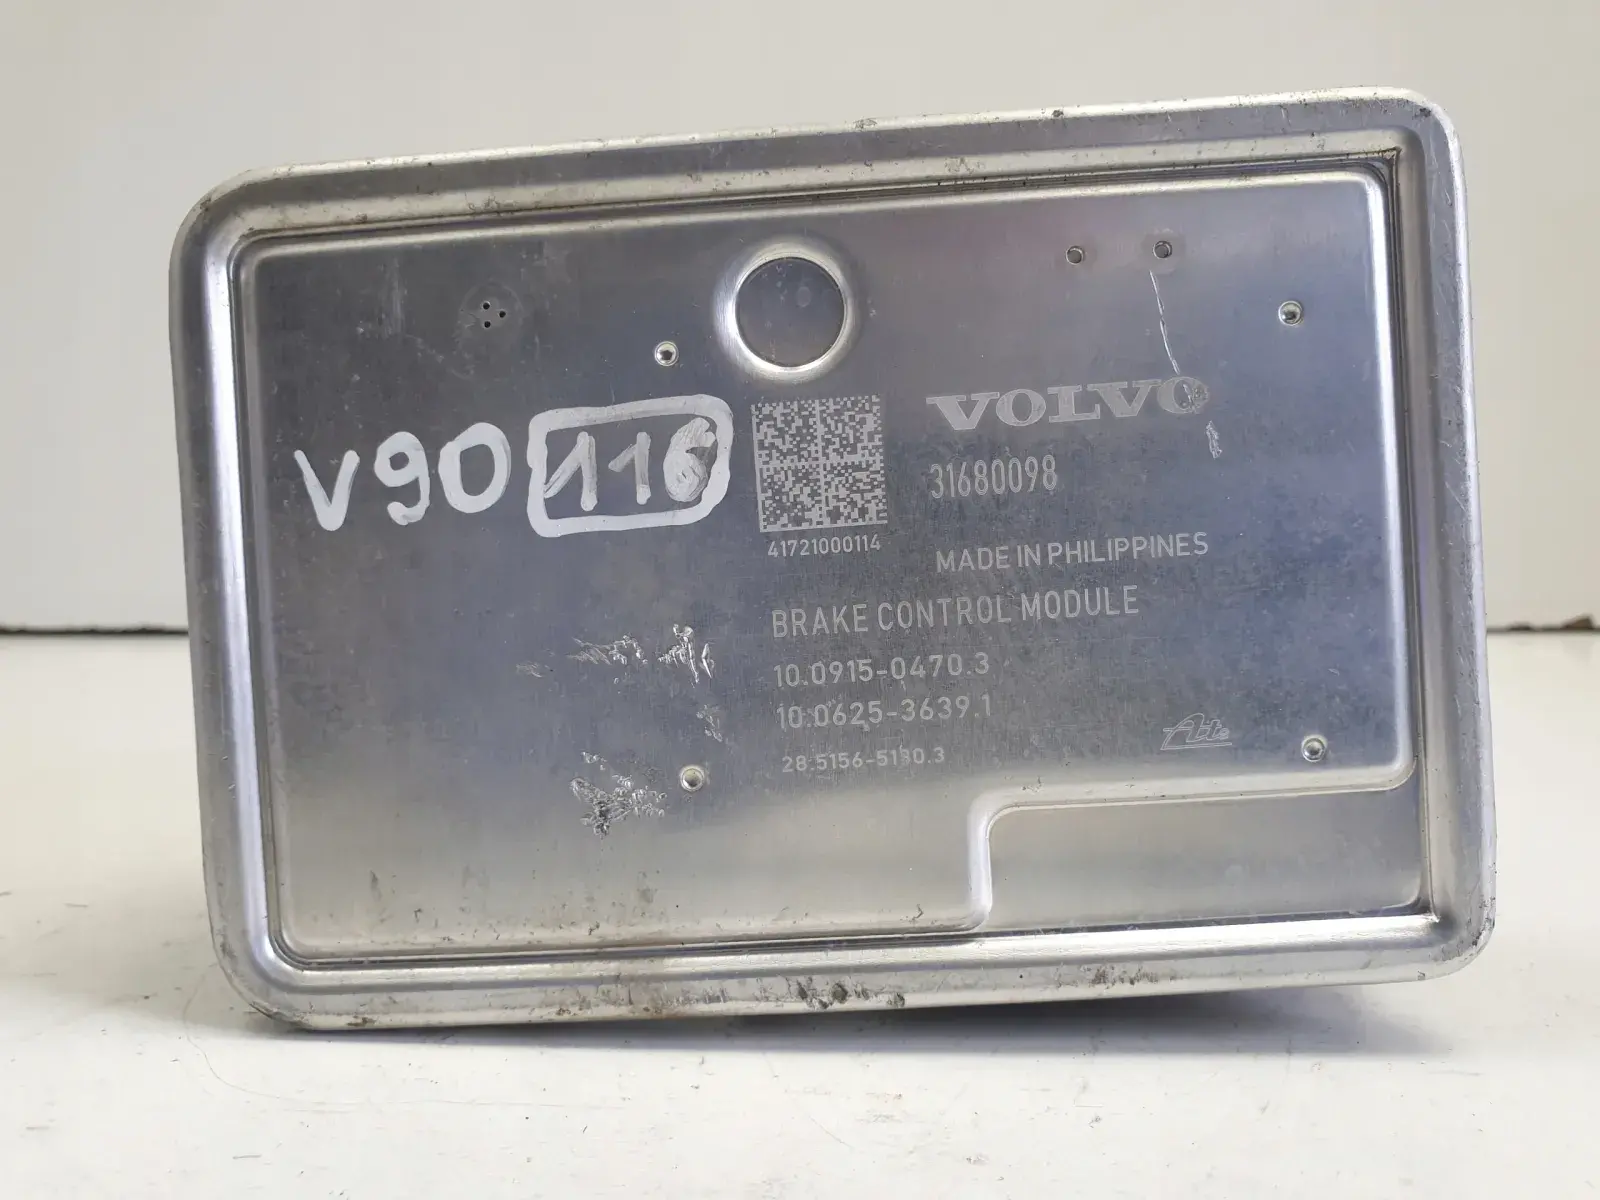 V90 116
41721000114
VOLVO
31680098
MADE IN PHILIPPINES
BRAKE CONTROL MODULE
10.0915-0470.3
10.0625-3639.1
28.5156-5130.3
Ate